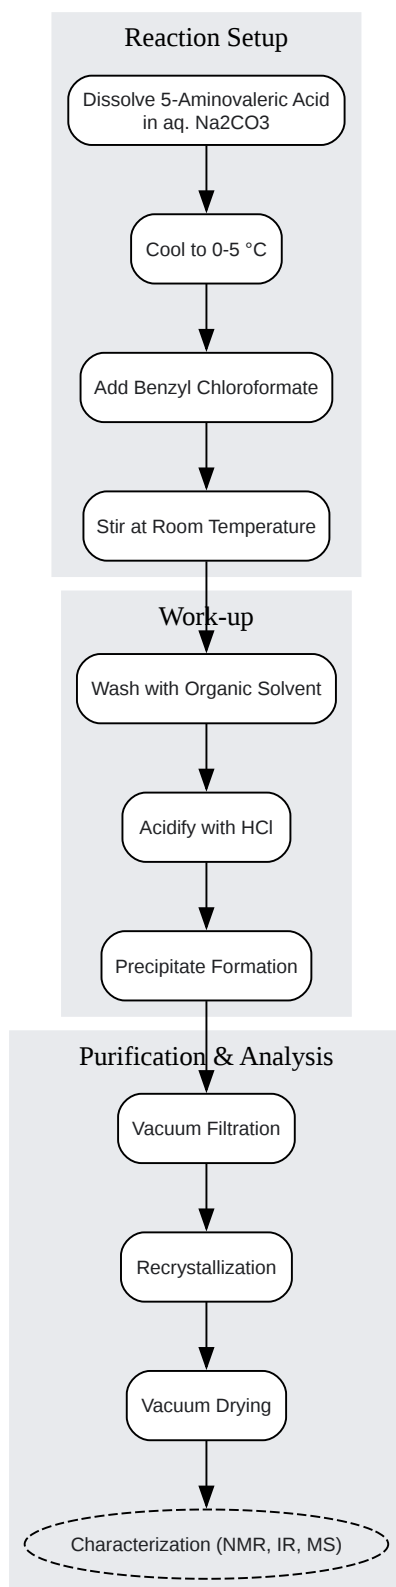 Reaction Setup
Dissolve 5-Aminovaleric Acid
in aq. Na2CO3
Cool to 0-5 °C
Add Benzyl Chloroformate
Stir at Room Temperature
Work-up
Wash with Organic Solvent
Acidify with HCl
Precipitate Formation
Purification & Analysis
Vacuum Filtration
Recrystallization
Vacuum Drying
Characterization (NMR, IR, MS)